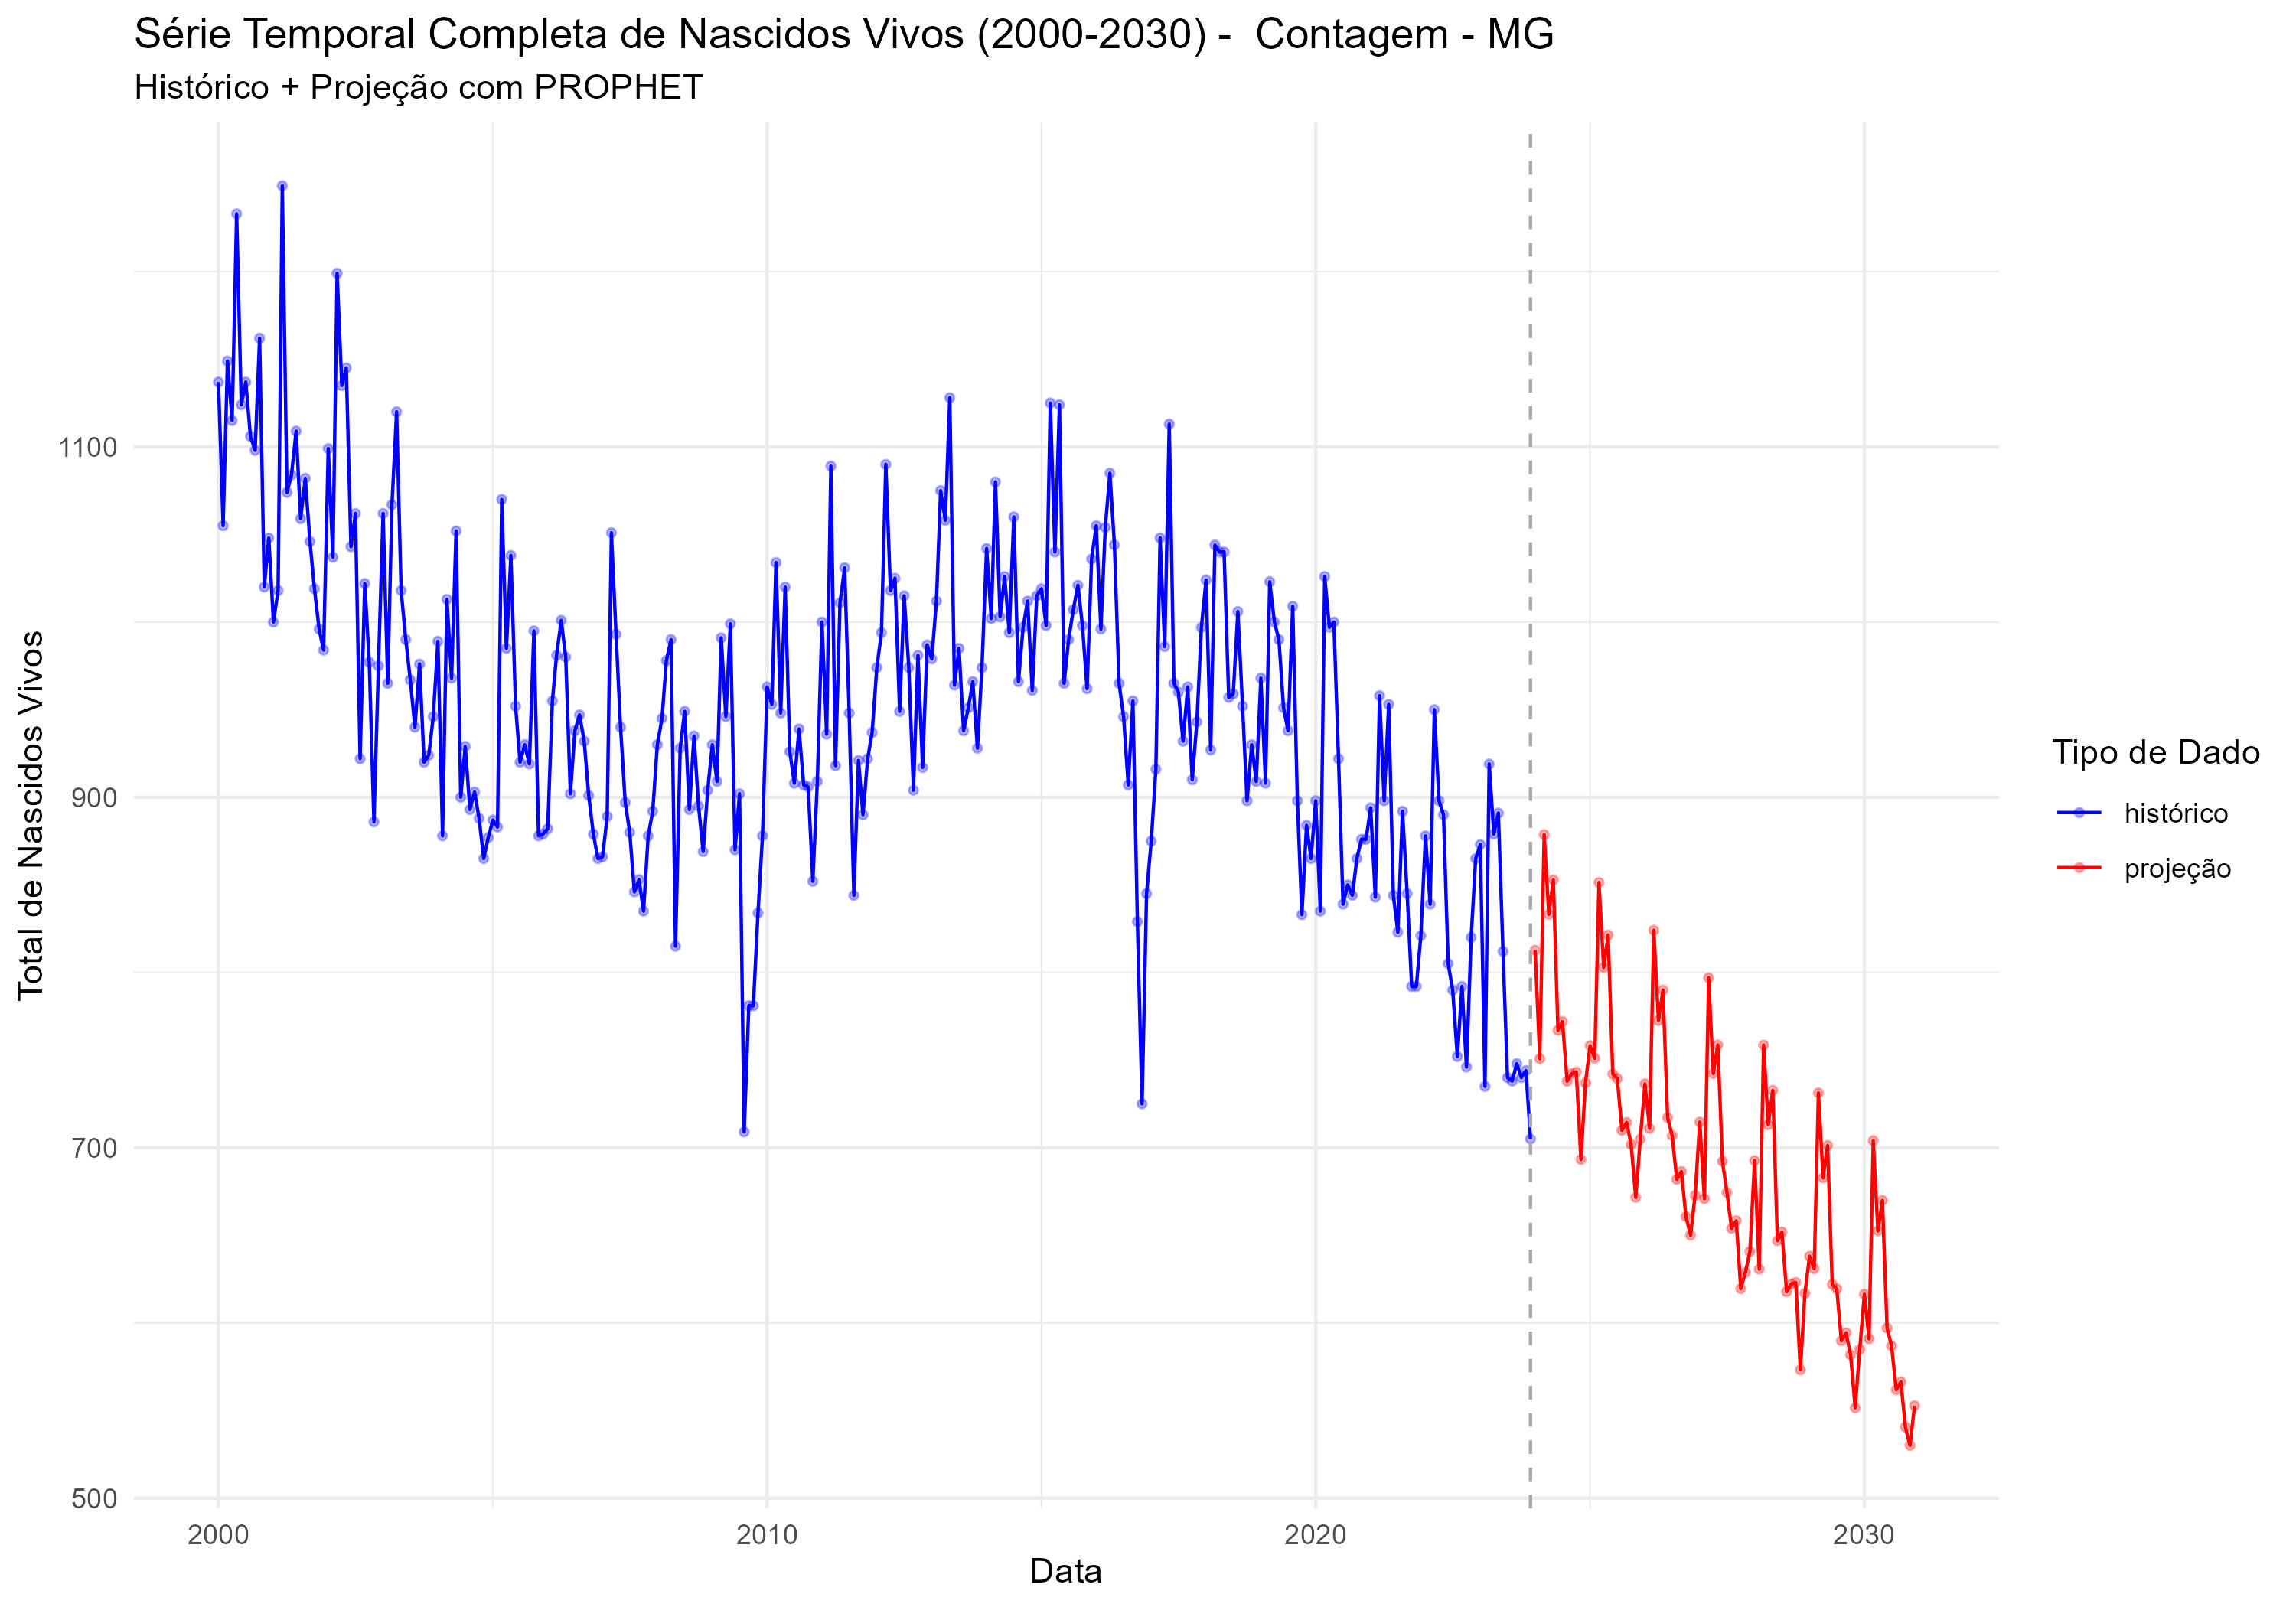 Série Temporal Completa de Nascidos Vivos (2000-2030) -  Contagem - MG
Histórico + Projeção com PROPHET
Total de Nascidos Vivos
1100
900
700
500
2000
2010
2020
2030
Data
Tipo de Dado
histórico
projeção